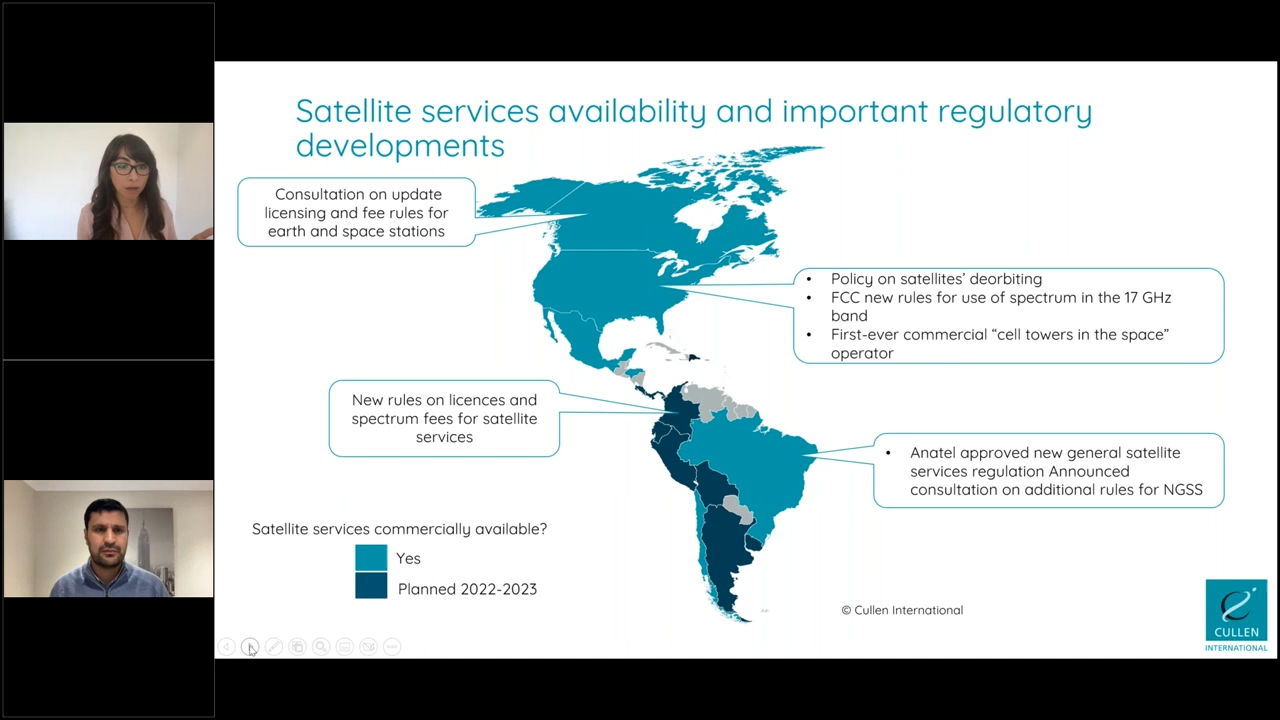 Satellite services availability and important regulatory
developments
Consultation on update
licensing and fee rules for
earth and space stations
• Policy on satellites’ deorbiting
• FCC new rules for use of spectrum in the 17 GHz
band
• First-ever commercial “cell towers in the space”
operator
New rules on licences and
spectrum fees for satellite
services
• Anatel approved new general satellite
services regulation Announced
consultation on additional rules for NGSS
Satellite services commercially available?
Yes
Planned 2022-2023
© Cullen International
CULLEN
INTERNATIONAL